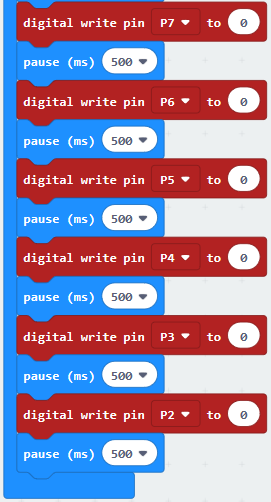 digital write pin P7 to 0
pause (ms) 500
digital write pin P6 to 0
pause (ms) 500
digital write pin P5 to 0
pause (ms) 500
digital write pin P4 to 0
pause (ms) 500
digital write pin P3 to 0
pause (ms) 500
digital write pin P2 to 0
pause (ms) 500